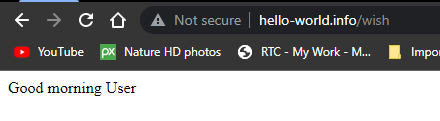 Not secure | hello-world.info/wish
YouTube Nature HD photos RTC - My Work - M... Impor
Good morning User